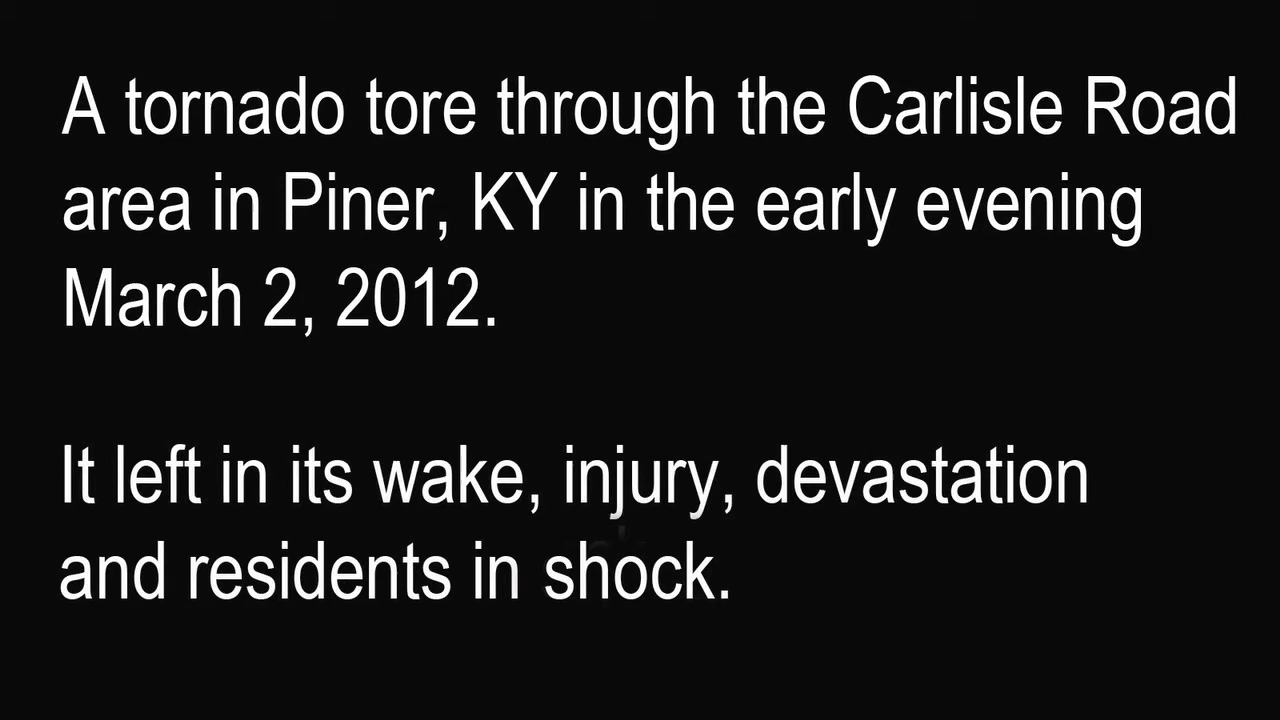 A tornado tore through the Carlisle Road
area in Piner, KY in the early evening
March 2, 2012.
It left in its wake, injury, devastation
and residents in shock.